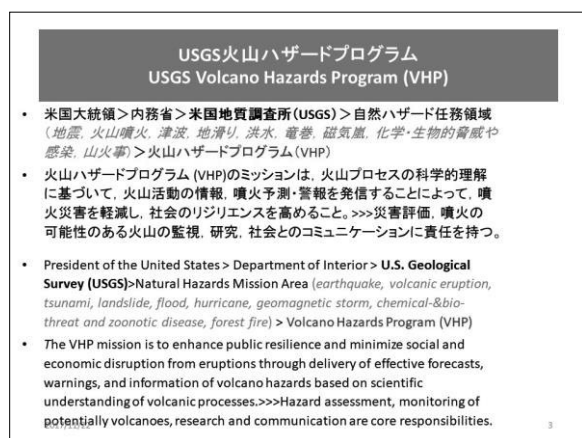 USGS火山ハザードプログラム
USGS Volcano Hazards Program (VHP)
• 米国大統領＞内務省＞米国地質調査所(USGS)＞自然ハザード任務領域
(地震, 火山噴火, 津波, 地滑り, 洪水, 竜巻, 磁気嵐, 化学・生物的脅威や
感染, 山火事)＞火山ハザードプログラム(VHP)
• 火山ハザードプログラム (VHP)のミッションは, 火山プロセスの科学的理解
に基づいて, 火山活動の情報, 噴火予測・警報を発信することによって, 噴
火災害を軽減し, 社会のリジリエンスを高めること。>>>災害評価, 噴火の
可能性のある火山の監視, 研究, 社会とのコミュニケーションに責任を持つ。
• President of the United States > Department of Interior > U.S. Geological
Survey (USGS)>Natural Hazards Mission Area (earthquake, volcanic eruption,
tsunami, landslide, flood, hurricane, geomagnetic storm, chemical-&bio-
threat and zoonotic disease, forest fire) > Volcano Hazards Program (VHP)
• The VHP mission is to enhance public resilience and minimize social and
economic disruption from eruptions through delivery of effective forecasts,
warnings, and information of volcano hazards based on scientific
understanding of volcanic processes.>>>Hazard assessment, monitoring of
potentially volcanoes, research and communication are core responsibilities.
3